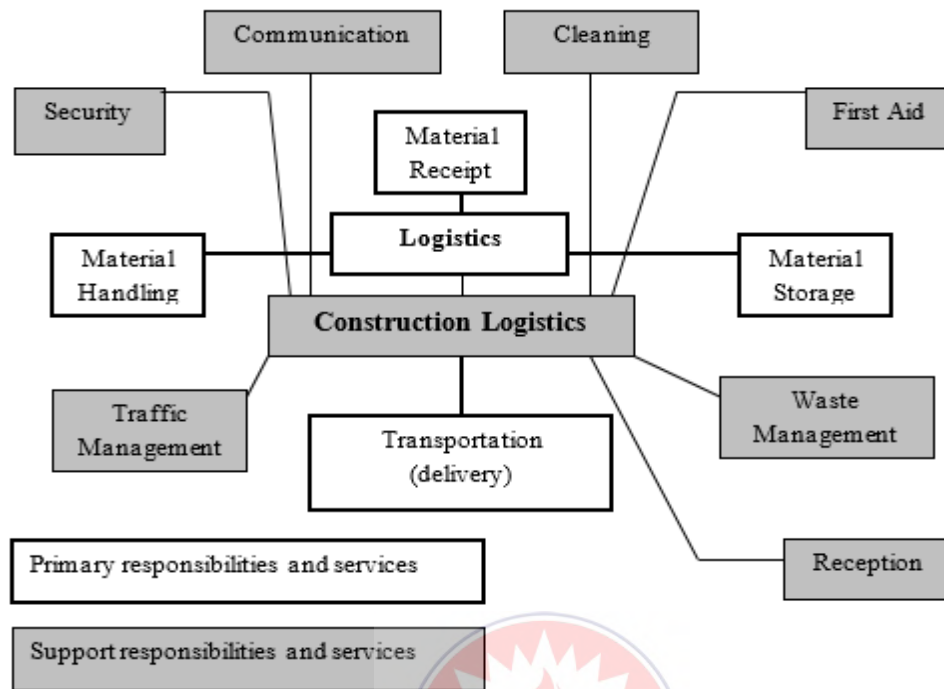 Communication
Cleaning
Security
First Aid
Material
Receipt
Logistics
Material
Handling
Material
Storage
Construction Logistics
Traffic
Management
Waste
Management
Transportation
(delivery)
Primary responsibilities and services
Reception
Support responsibilities and services